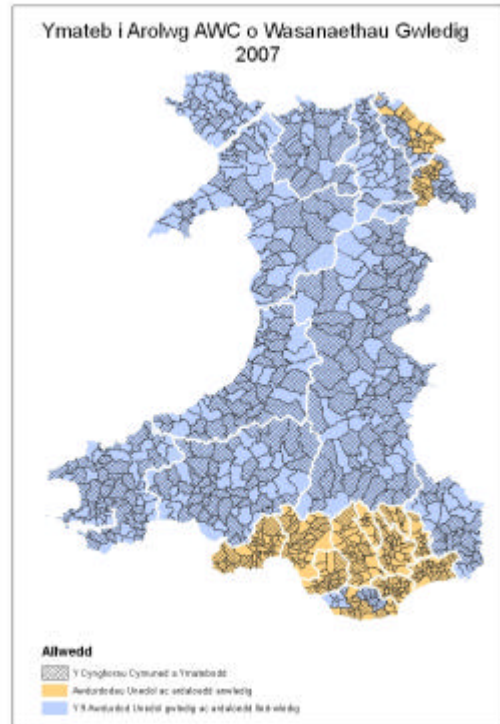 Ymateb i Arolwg AWC o Wasanaethau Gwledig
2007
Allwedd
Y Cynghorau Cymuned a Ymatebodd
Awdurdodau Unedol ac ardaloedd anwledig
Y 9 Awdurdod Unedol gwledig ac ardaloedd lled-wledig